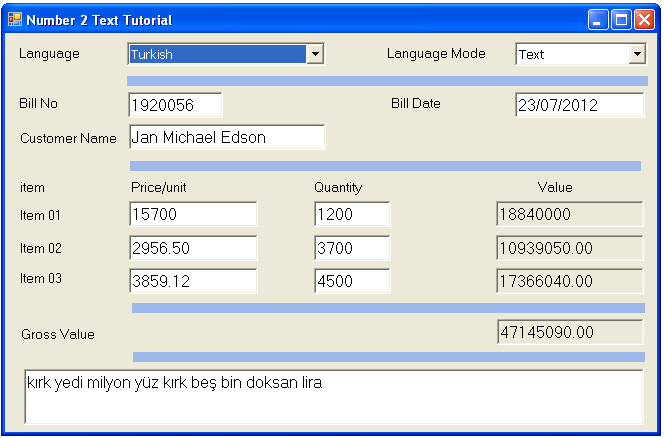 Number 2 Text Tutorial
Language Turkish Language Mode Text
Bill No 1920056 Bill Date 23/07/2012
Customer Name Jan Michael Edson
item Price/unit Quantity Value
Item 01 15700 1200 18840000
Item 02 2956.50 3700 10939050.00
Item 03 3859.12 4500 17366040.00
Gross Value 47145090.00
kırk yedi milyon yüz kırk beş bin doksan lira